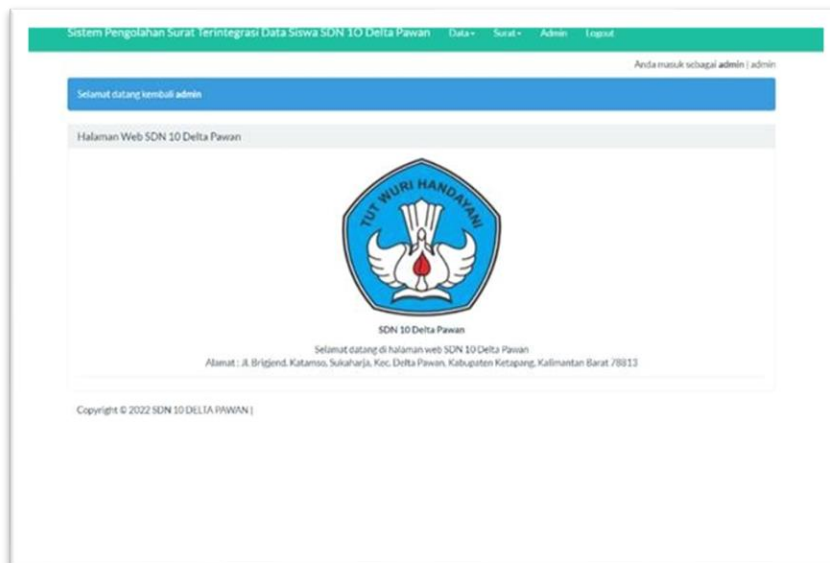 Sistem Pengolahan Surat Terintegrasi Data Siswa SDN 1O Delta Pawan Data Surat Admin Logout
Anda masuk sebagai admin | admin
Selamat datang kembali admin
Halaman Web SDN 10 Delta Pawan
TUT WURI HANDAYANI
SDN 10 Delta Pawan
Selamat datang di halaman web SDN 10 Delta Pawan
Alamat : Jl. Brigjend. Katamso, Sukaharja, Kec. Delta Pawan, Kabupaten Ketapang, Kalimantan Barat 78813
Copyright © 2022 SDN 10 DELTA PAWAN |